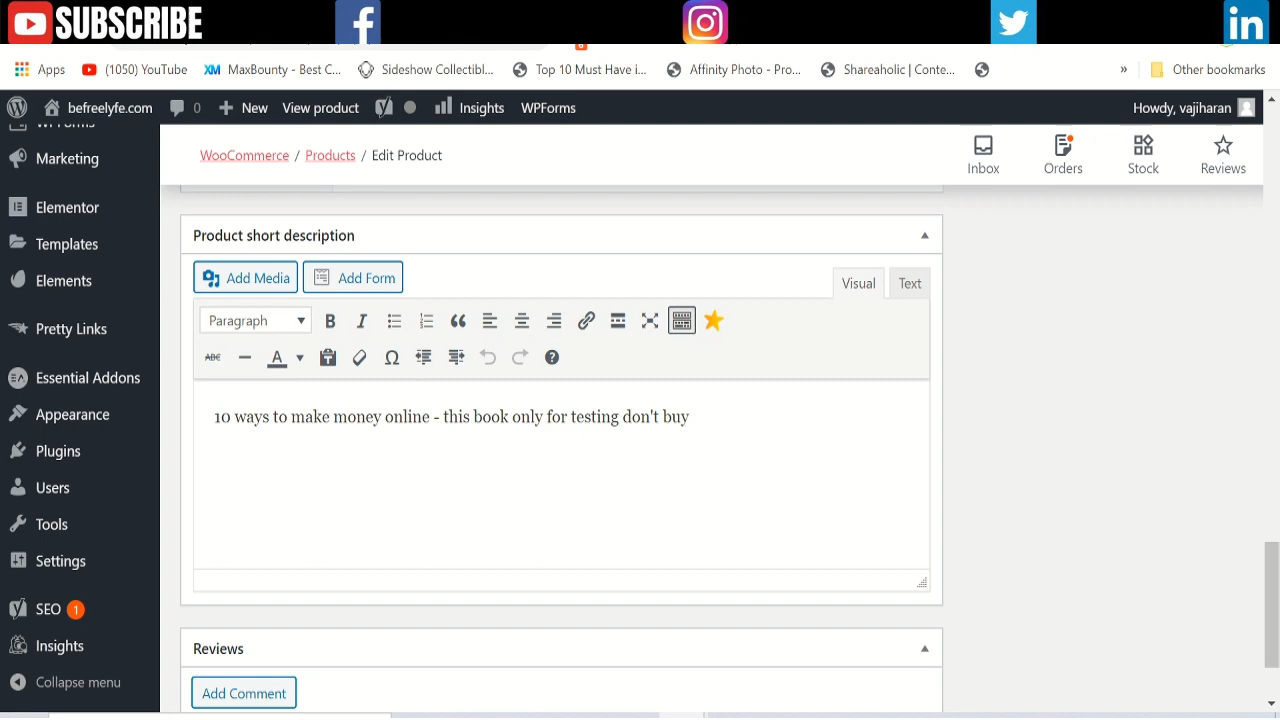 SUBSCRIBE
Apps (1050) YouTube MaxBounty - Best C... Sideshow Collectibl... Top 10 Must Have i... Affinity Photo - Pro... Shareaholic | Conte... » Other bookmarks
befreelyfe.com 0 New View product Insights WPForms Howdy, vajiharan
WPForms
Marketing
Elementor
Templates
Elements
Pretty Links
Essential Addons
Appearance
Plugins
Users
Tools
Settings
SEO 1
Insights
Collapse menu
WooCommerce / Products / Edit Product
Inbox Orders Stock Reviews
Product short description
Add Media Add Form
Visual Text
Paragraph B I
ABC A Ω
10 ways to make money online - this book only for testing don't buy
Reviews
Add Comment